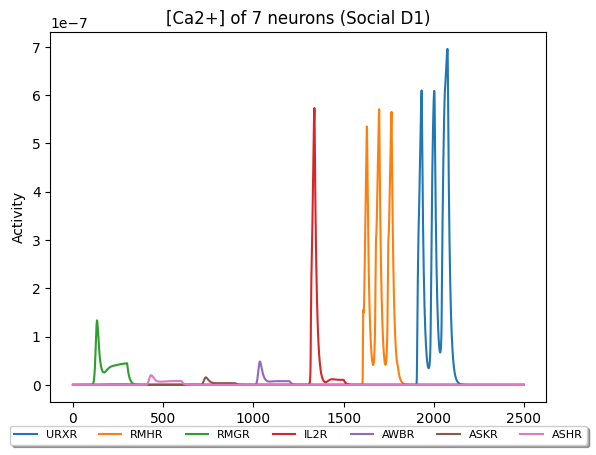 [Ca2+] of 7 neurons (Social D1)
1e−7
7
6
5
4
3
2
1
0
Activity
0 500 1000 1500 2000 2500
URXR RMHR RMGR IL2R AWBR ASKR ASHR